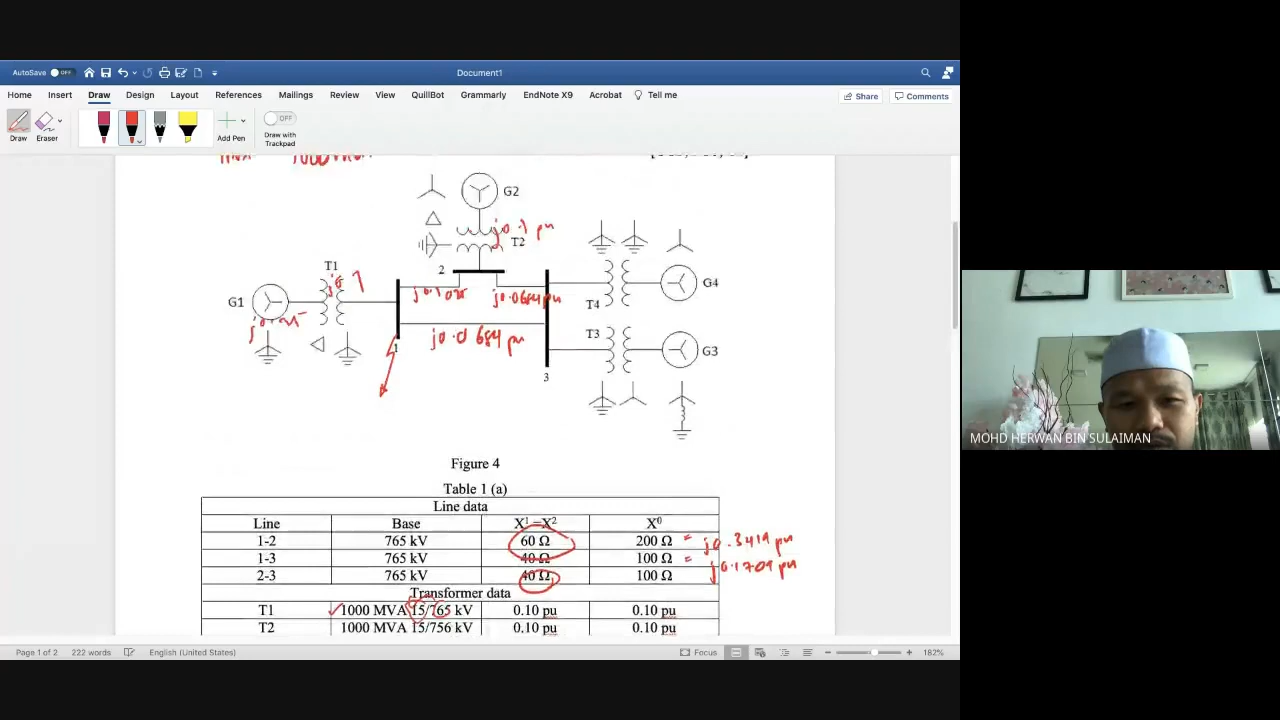 AutoSave OFF
Document1
Home Insert Draw Design Layout References Mailings Review View QuillBot Grammarly EndNote X9 Acrobat Tell me
Share Comments
Draw Eraser Add Pen OFF Draw with Trackpad
G2
j0.1 pu
T2
T1
2
G1
j0.0684 pu
T4
G4
j0.0684 pu
T3
G3
1
3
Figure 4
Table 1 (a)
Line data
Line Base X¹ =X² X⁰
1-2 765 kV 60 Ω 200 Ω = j0.3419 pu
1-3 765 kV 40 Ω 100 Ω = j0.1709 pu
2-3 765 kV 40 Ω 100 Ω
Transformer data
T1 1000 MVA 15/765 kV 0.10 pu 0.10 pu
T2 1000 MVA 15/756 kV 0.10 pu 0.10 pu
Page 1 of 2 222 words English (United States) Focus 182%
MOHD HERWAN BIN SULAIMAN